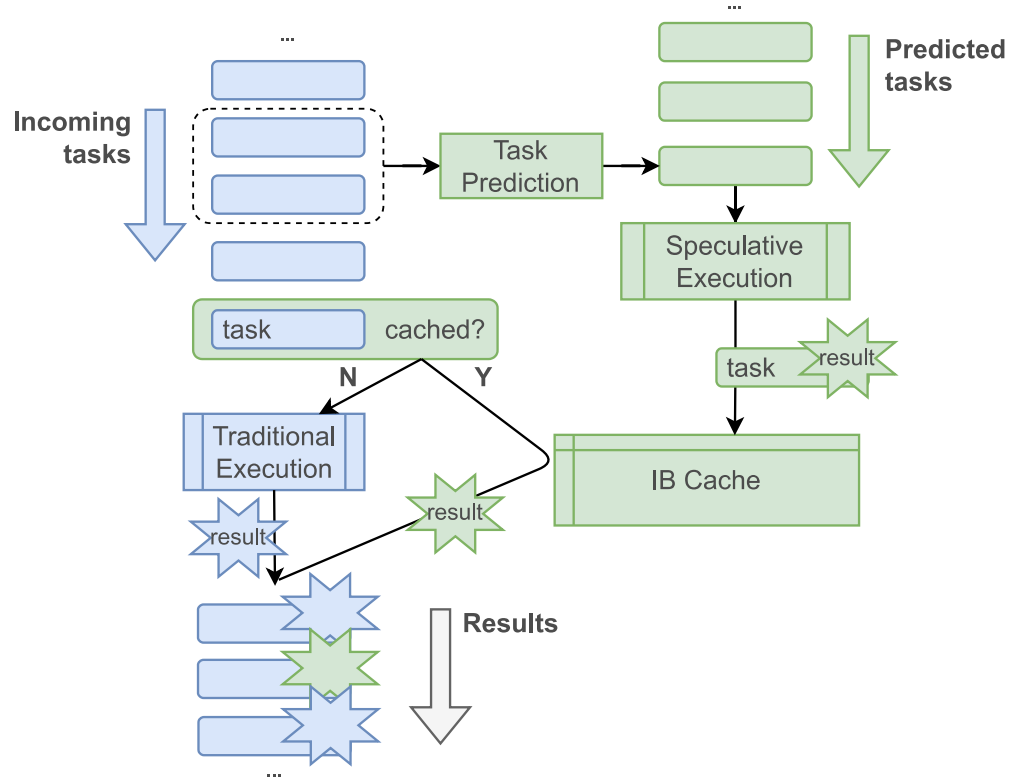 ...
...
Predicted
tasks
Incoming
tasks
Task
Prediction
Speculative
Execution
task cached?
N Y
task result
Traditional
Execution
IB Cache
result
result
Results
...